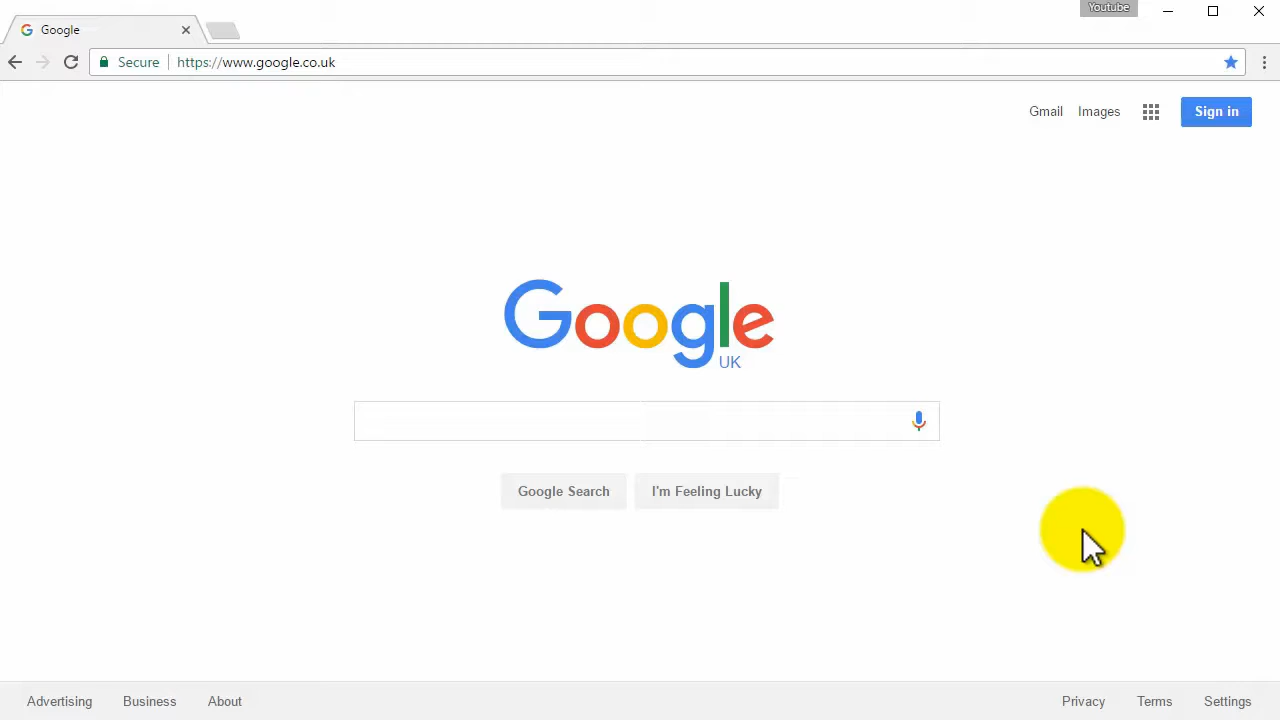 Youtube
Google
Secure https://www.google.co.uk
Gmail Images Sign in
Google
UK
Google Search I'm Feeling Lucky
Advertising Business About Privacy Terms Settings